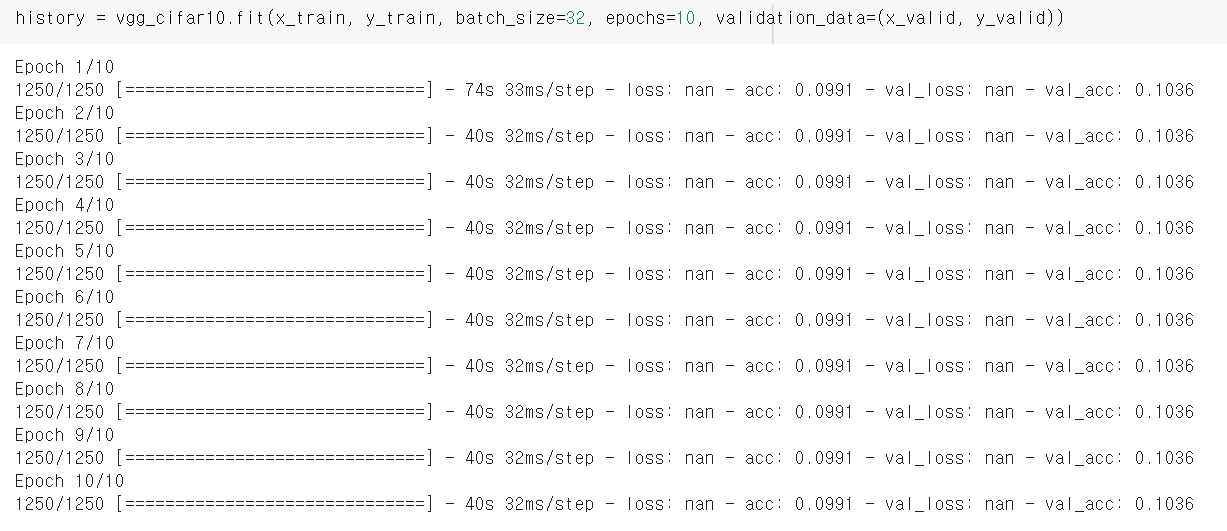 history = vgg_cifar10.fit(x_train, y_train, batch_size=32, epochs=10, validation_data=(x_valid, y_valid))
Epoch 1/10
1250/1250 [==============================] - 74s 33ms/step - loss: nan - acc: 0.0991 - val_loss: nan - val_acc: 0.1036
Epoch 2/10
1250/1250 [==============================] - 40s 32ms/step - loss: nan - acc: 0.0991 - val_loss: nan - val_acc: 0.1036
Epoch 3/10
1250/1250 [==============================] - 40s 32ms/step - loss: nan - acc: 0.0991 - val_loss: nan - val_acc: 0.1036
Epoch 4/10
1250/1250 [==============================] - 40s 32ms/step - loss: nan - acc: 0.0991 - val_loss: nan - val_acc: 0.1036
Epoch 5/10
1250/1250 [==============================] - 40s 32ms/step - loss: nan - acc: 0.0991 - val_loss: nan - val_acc: 0.1036
Epoch 6/10
1250/1250 [==============================] - 40s 32ms/step - loss: nan - acc: 0.0991 - val_loss: nan - val_acc: 0.1036
Epoch 7/10
1250/1250 [==============================] - 40s 32ms/step - loss: nan - acc: 0.0991 - val_loss: nan - val_acc: 0.1036
Epoch 8/10
1250/1250 [==============================] - 40s 32ms/step - loss: nan - acc: 0.0991 - val_loss: nan - val_acc: 0.1036
Epoch 9/10
1250/1250 [==============================] - 40s 32ms/step - loss: nan - acc: 0.0991 - val_loss: nan - val_acc: 0.1036
Epoch 10/10
1250/1250 [==============================] - 40s 32ms/step - loss: nan - acc: 0.0991 - val_loss: nan - val_acc: 0.1036